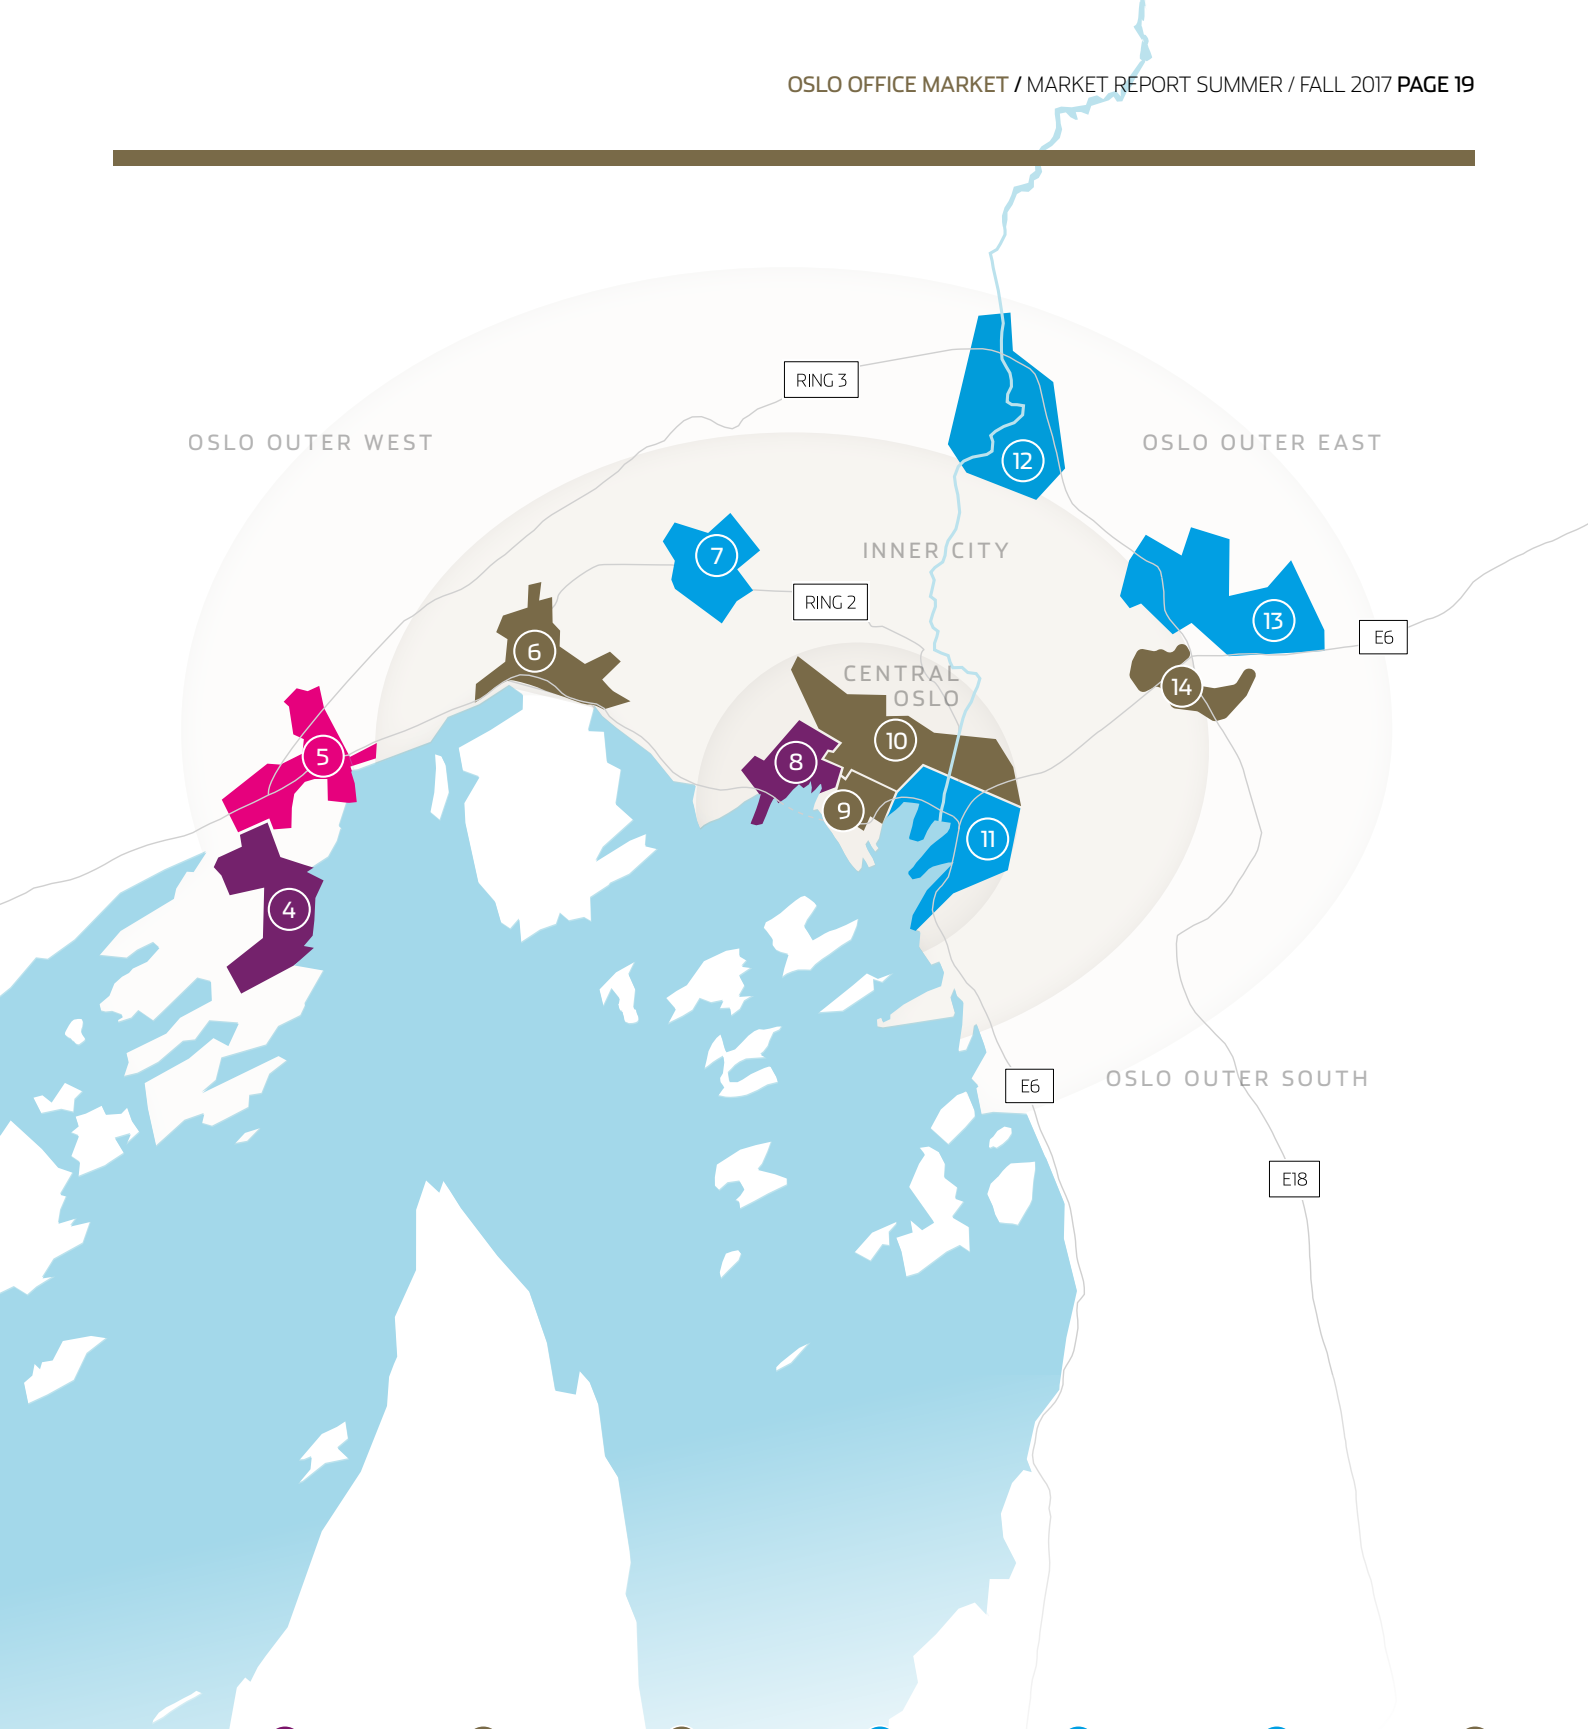 OSLO OFFICE MARKET / MARKET REPORT SUMMER / FALL 2017 PAGE 19
RING 3
OSLO OUTER WEST
OSLO OUTER EAST
12
INNER CITY
7
RING 2
13
E6
6
CENTRAL
OSLO
14
10
5
8
9
11
4
E6
OSLO OUTER SOUTH
E18